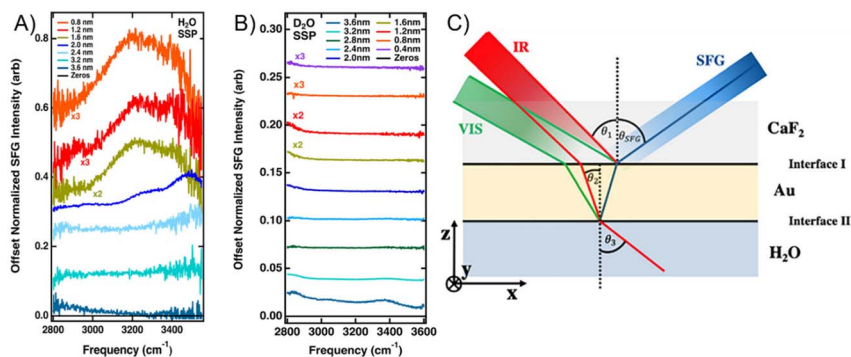 A)
H₂O
SSP
0.8 nm
1.2 nm
1.6 nm
2.0 nm
2.4 nm
3.2 nm
3.6 nm
Zeros
x3
x3
x2
Offset Normalized SFG Intensity (arb)
0.8
0.6
0.4
0.2
0.0
2800
3000
3200
3400
Frequency (cm⁻¹)
B)
D₂O
SSP
3.6nm
3.2nm
2.8nm
2.4nm
2.0nm
1.6nm
1.2nm
0.8nm
0.4nm
Zeros
x3
x3
x2
x2
Offset Normalized SFG Intensity (arb)
0.30
0.25
0.20
0.15
0.10
0.05
0.00
2800
3000
3200
3400
3600
Frequency (cm⁻¹)
C)
IR
SFG
VIS
θ₁
θSFG
CaF₂
Interface I
θ₂
Au
Interface II
z
θ₃
H₂O
y
x